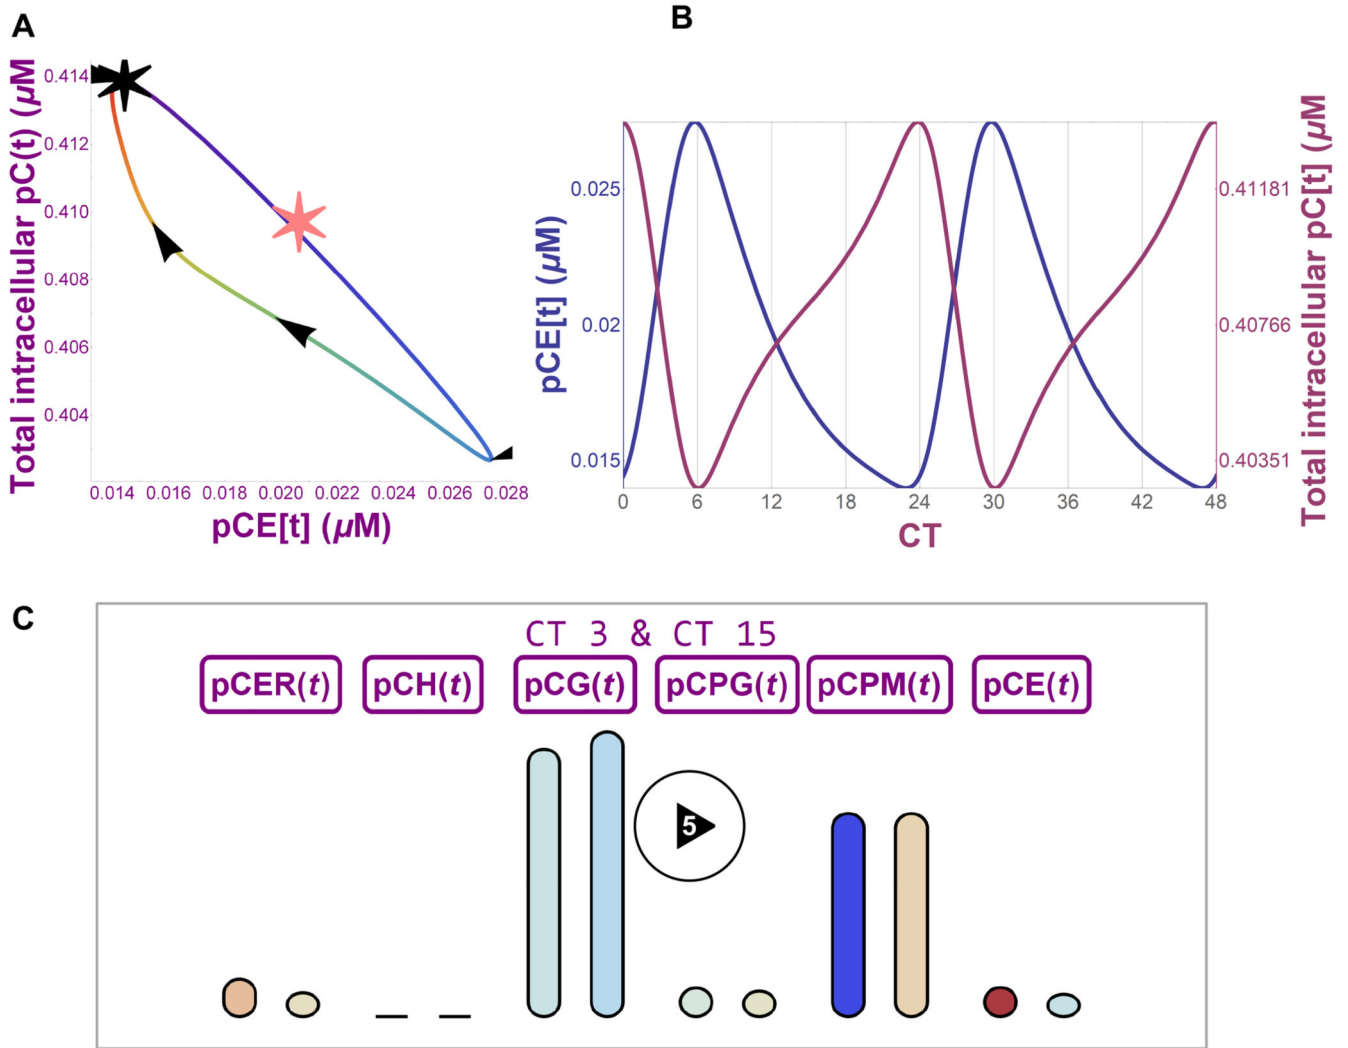 A
B
Total intracellular pC(t) (µM)
0.414
0.412
0.410
0.408
0.406
0.404
0.014 0.016 0.018 0.020 0.022 0.024 0.026 0.028
pCE[t] (µM)
pCE[t] (µM)
0.025
0.02
0.015
0 6 12 18 24 30 36 42 48
CT
0.41181
0.40766
0.40351
Total intracellular pC[t] (µM
C
CT 3 & CT 15
pCER(t) pCH(t) pCG(t) pCPG(t) pCPM(t) pCE(t)
5